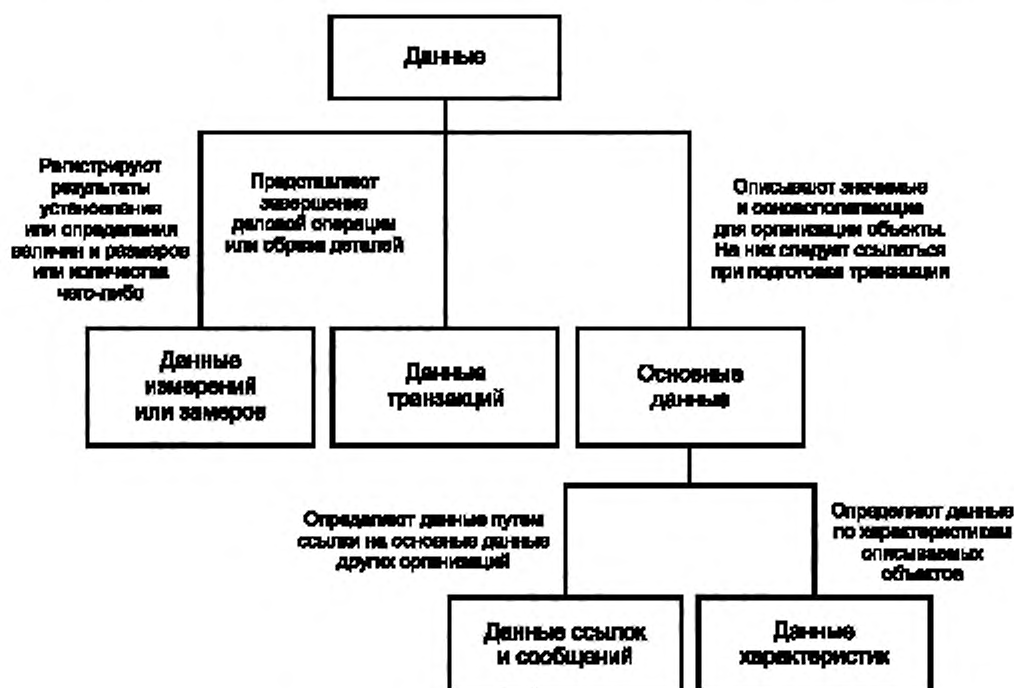 Данные
Регистрируют
результаты
установления
или определения
величин и размеров
или количества
чего-либо
Представляют
завершение
деловой операции
или сбрива деталей
Описывают значимые
и основополагающие
для организации объекты.
На них следует ссылаться
при подготовке транзакции
Данные
измерений
или замеров
Данные
транзакций
Основные
данные
Определяют данные путем
ссылки на основные данные
других организаций
Определяют данные
по характеристикам
описываемых
объектов
Данные ссылок
и сообщений
Данные
характеристик